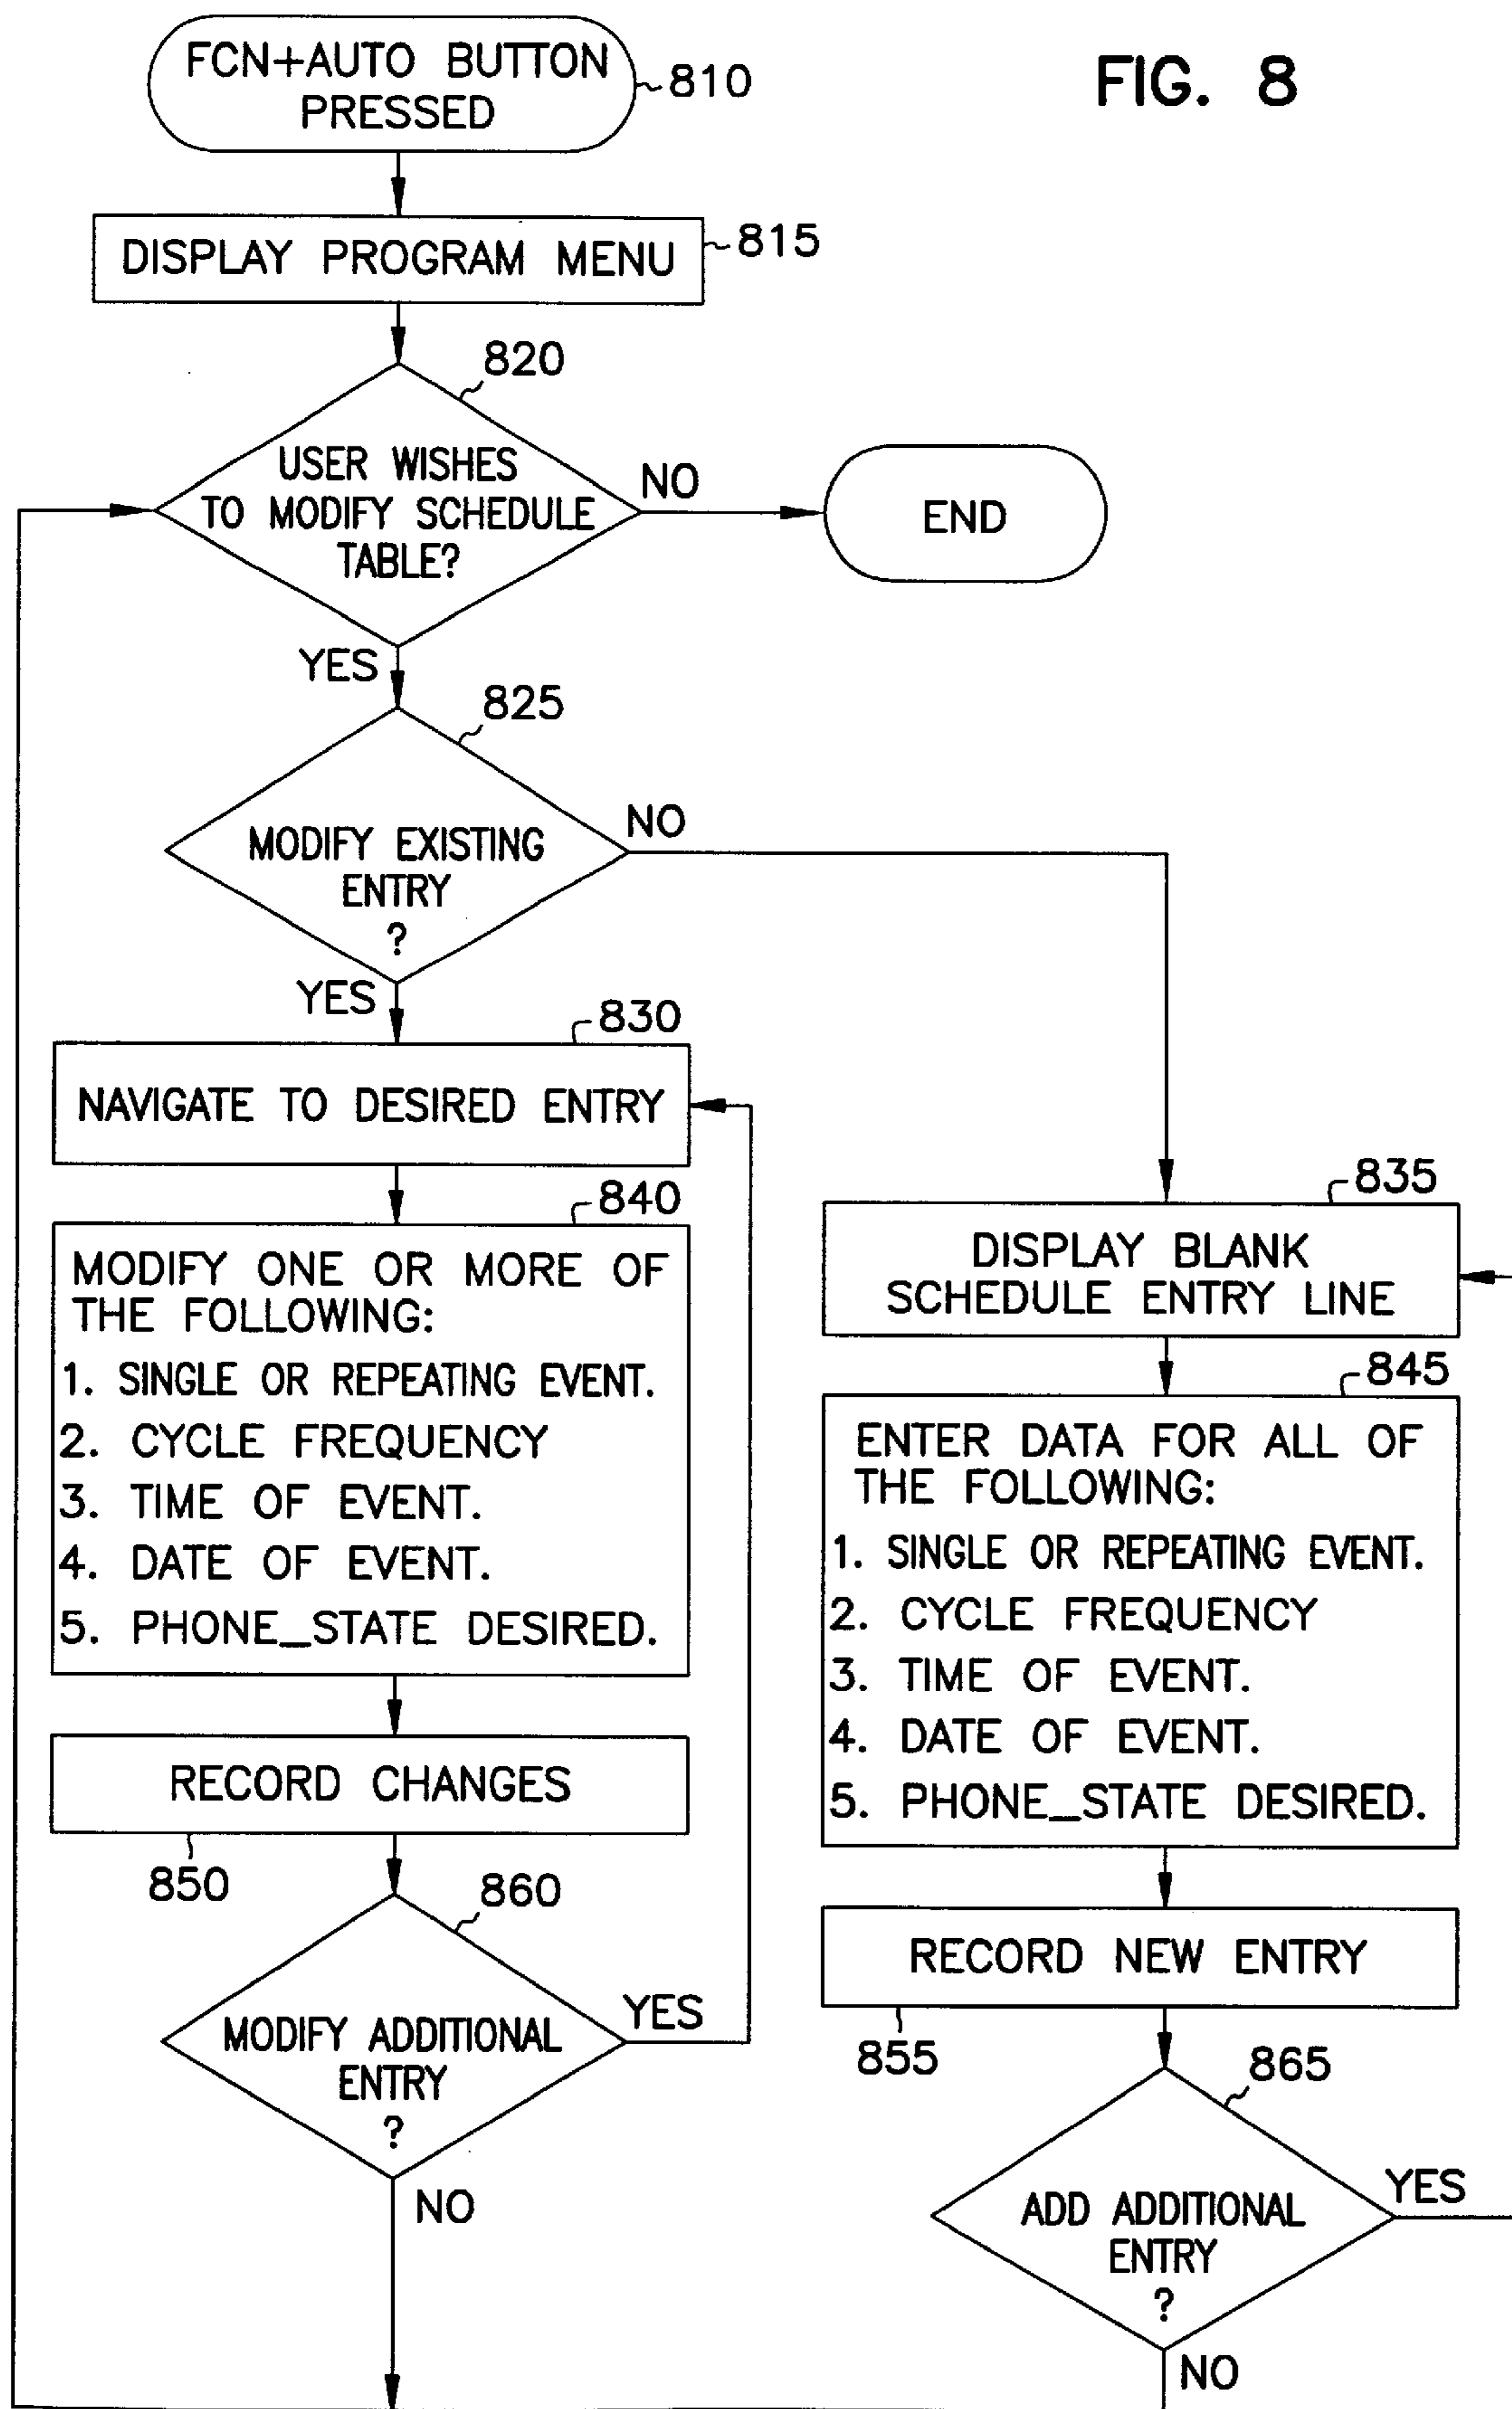 FIG. 8
FCN+AUTO BUTTON
PRESSED
810
DISPLAY PROGRAM MENU
815
820
USER WISHES
TO MODIFY SCHEDULE
TABLE?
NO
END
YES
825
MODIFY EXISTING
ENTRY
?
NO
YES
830
NAVIGATE TO DESIRED ENTRY
840
MODIFY ONE OR MORE OF
THE FOLLOWING:
1. SINGLE OR REPEATING EVENT.
2. CYCLE FREQUENCY
3. TIME OF EVENT.
4. DATE OF EVENT.
5. PHONE_STATE DESIRED.
RECORD CHANGES
850
860
MODIFY ADDITIONAL
ENTRY
?
YES
NO
835
DISPLAY BLANK
SCHEDULE ENTRY LINE
845
ENTER DATA FOR ALL OF
THE FOLLOWING:
1. SINGLE OR REPEATING EVENT.
2. CYCLE FREQUENCY
3. TIME OF EVENT.
4. DATE OF EVENT.
5. PHONE_STATE DESIRED.
RECORD NEW ENTRY
855
865
ADD ADDITIONAL
ENTRY
?
YES
NO